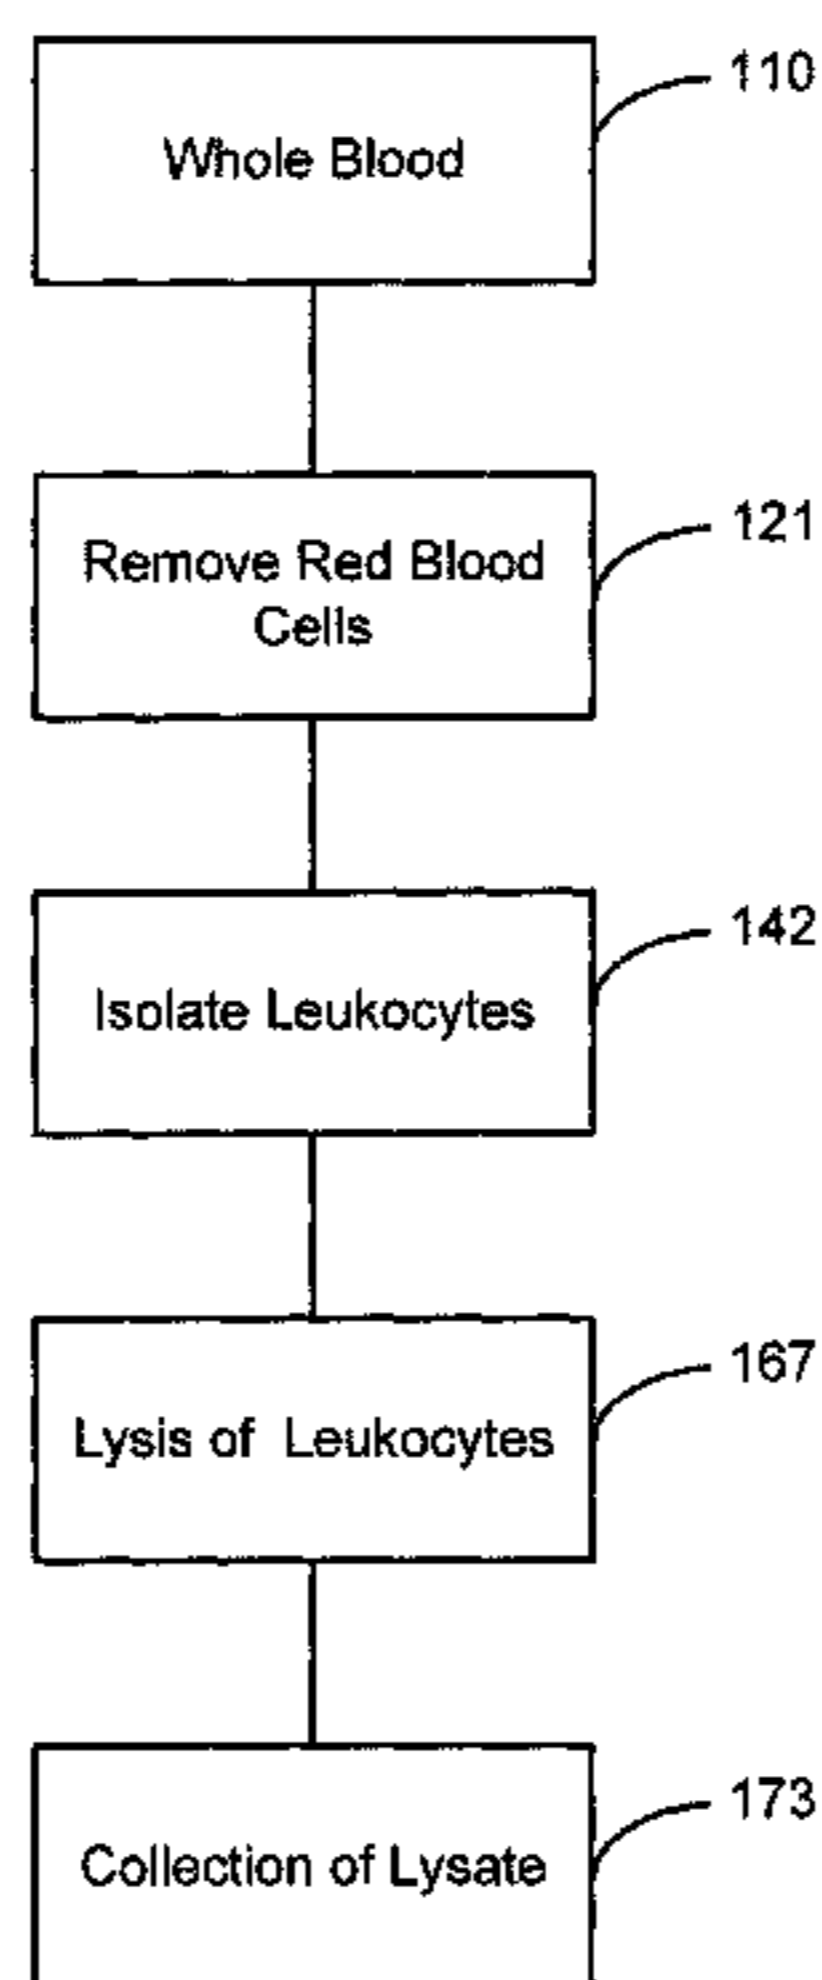 Whole Blood
110
Remove Red Blood
Cells
121
Isolate Leukocytes
142
Lysis of Leukocytes
167
Collection of Lysate
173